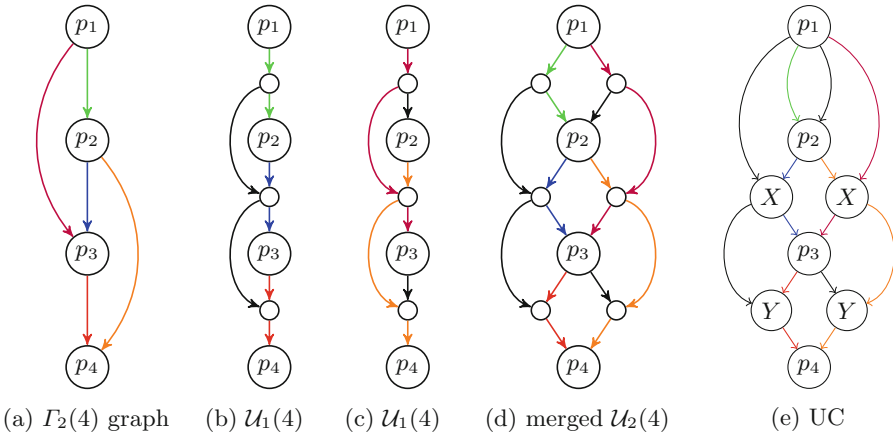 p₁ p₁ p₁ p₁ p₁
p₂ p₂ p₂ p₂ p₂
X X
p₃ p₃ p₃ p₃ p₃
Y Y
p₄ p₄ p₄ p₄ p₄
(a) Γ₂(4) graph (b) 𝒰₁(4) (c) 𝒰₁(4) (d) merged 𝒰₂(4) (e) UC